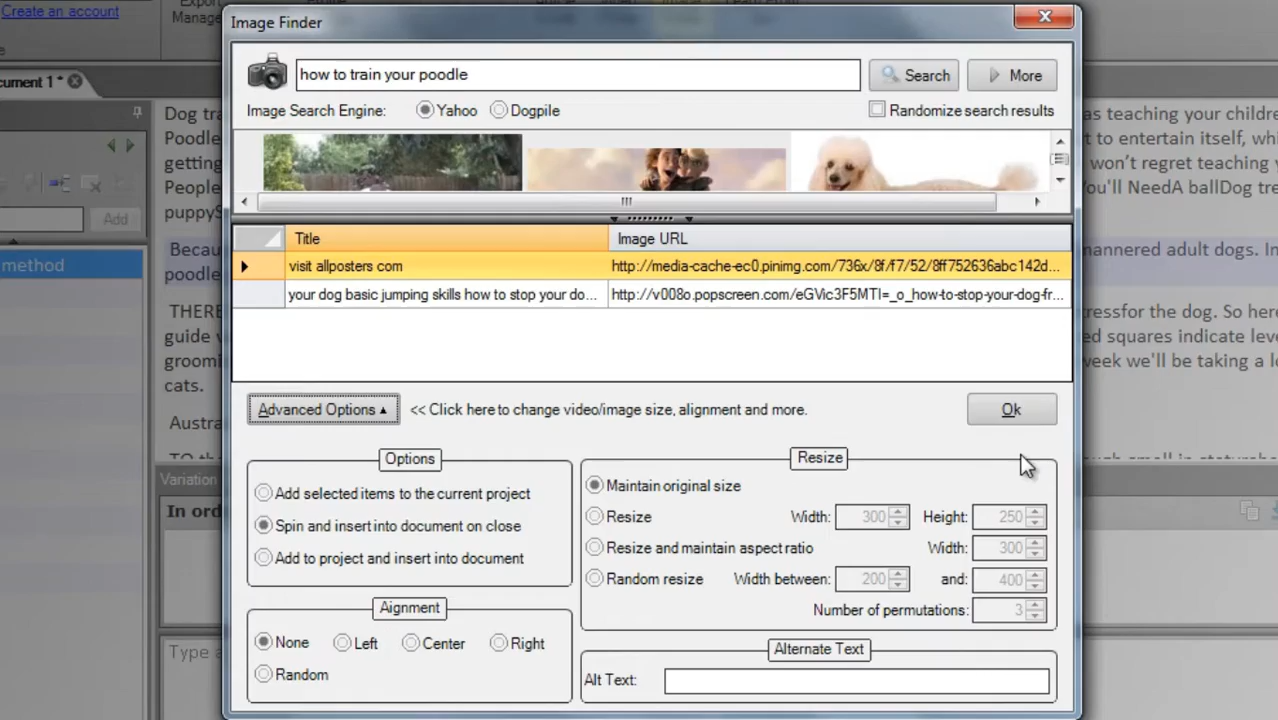 Create an account
Export
Manage
Image Finder
how to train your poodle
Search
More
Image Search Engine:
Yahoo
Dogpile
Randomize search results
cument 1 *
Add
method
Dog tra
Poodle
getting
People
puppyS
Becau
poodle
THERE
guide v
groomi
cats.
Austra
as teaching your children
t to entertain itself, whi
won't regret teaching y
'ou'll NeedA ballDog tre
mannered adult dogs. In
tressfor the dog. So here
ed squares indicate leve
week we'll be taking a lo
Title
Image URL
visit allposters com
http://media-cache-ec0.pinimg.com/736x/8f/f7/52/8ff752636abc142d...
your dog basic jumping skills how to stop your do...
http://v008o.popscreen.com/eGVic3F5MTI=_o_how-to-stop-your-dog-fr...
Advanced Options
<< Click here to change video/image size, alignment and more.
Ok
Variation
In ord
Type a
Options
Add selected items to the current project
Spin and insert into document on close
Add to project and insert into document
Aignment
None
Left
Center
Right
Random
Resize
Maintain original size
Resize
Width:
300
Height:
250
Resize and maintain aspect ratio
Width:
300
Random resize
Width between:
200
and:
400
Number of permutations:
3
Alternate Text
Alt Text: